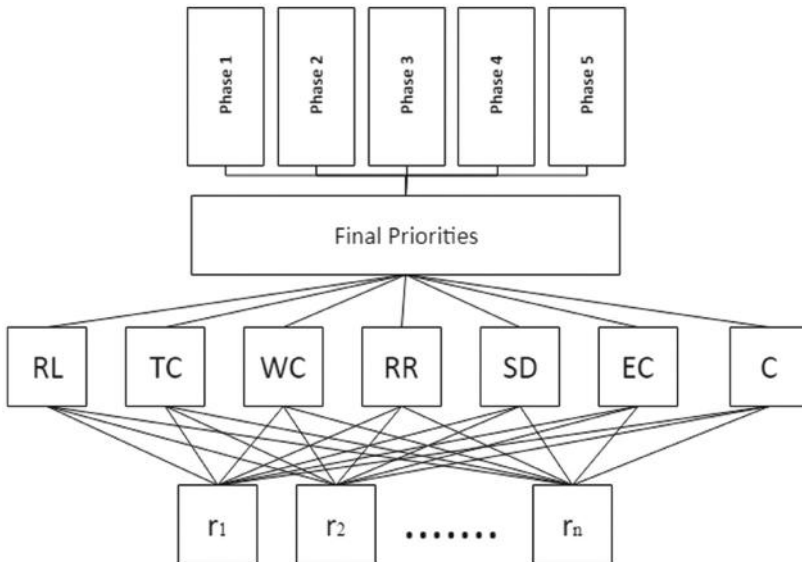 Phase 1
Phase 2
Phase 3
Phase 4
Phase 5
Final Priorities
RL
TC
WC
RR
SD
EC
C
r1
r2
.......
rn